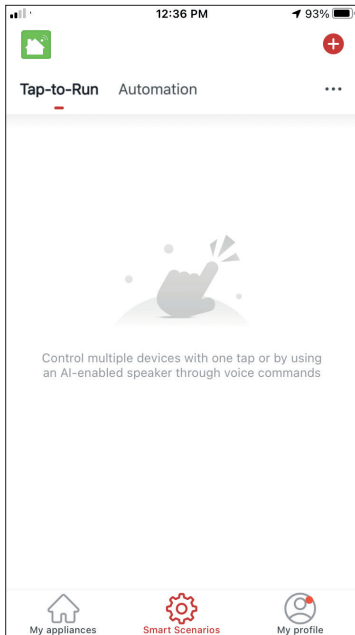 12:36 PM
93%
Tap-to-Run Automation
Control multiple devices with one tap or by using
an AI-enabled speaker through voice commands
My appliances Smart Scenarios My profile